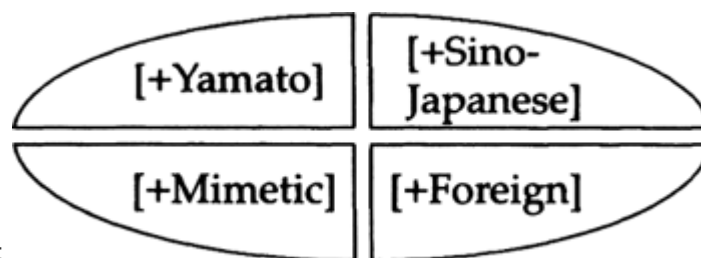 [+Yamato]
[+Sino-
Japanese]
[+Mimetic]
[+Foreign]